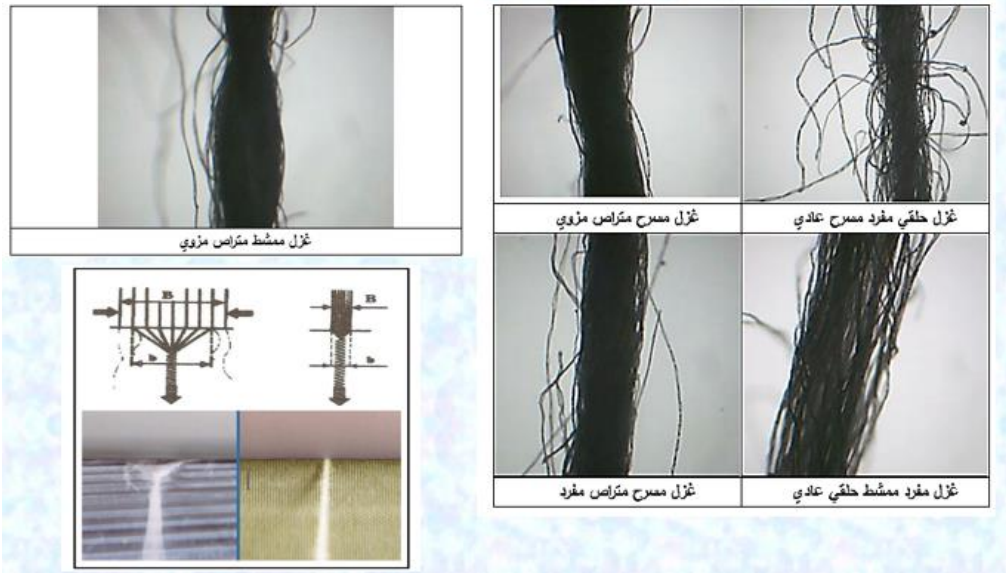 غزل ممشط متراص مزوي
غزل مسرح متراص مزوي
غزل حلقي مفرد مسرح عادي
B
b
B
b
غزل مسرح متراص مفرد
غزل مفرد ممشط حلقي عادي